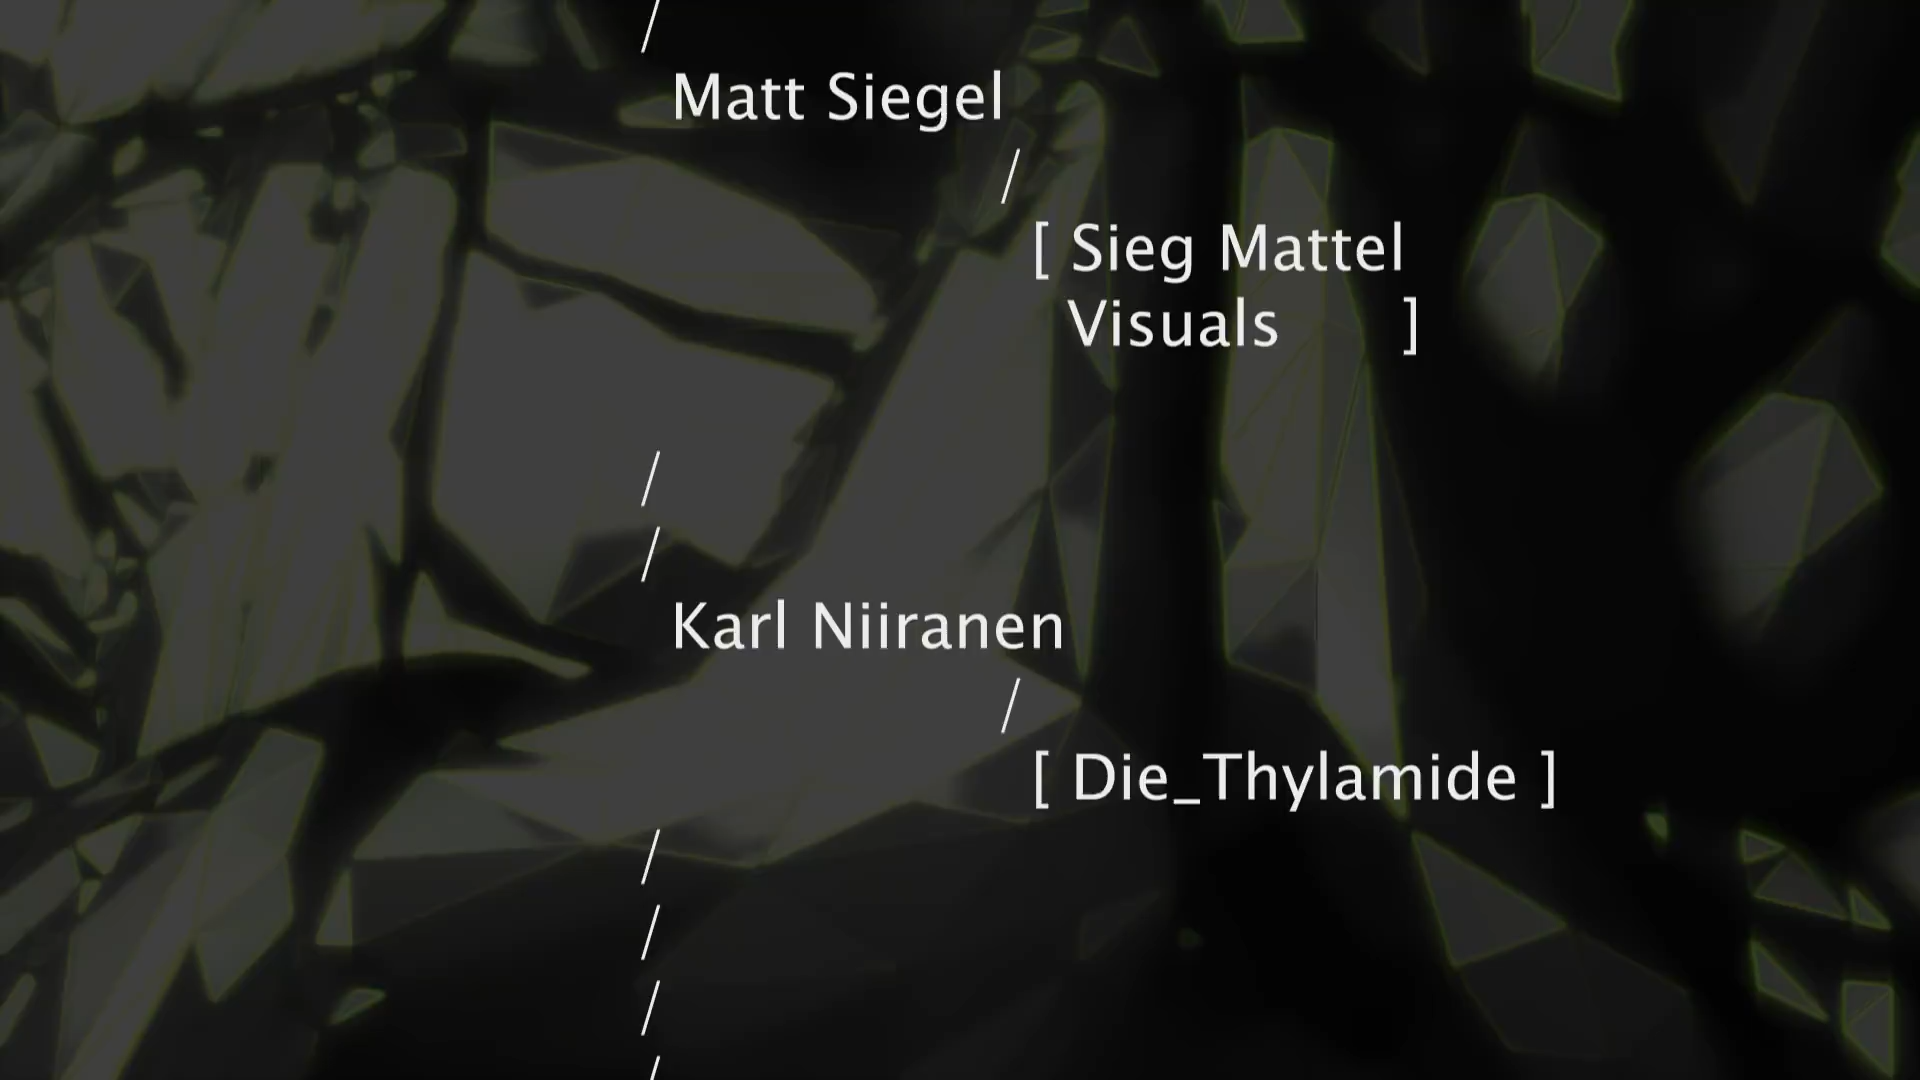 /
Matt Siegel
/
[ Sieg Mattel
Visuals ]
/
/
Karl Niiranen
/
[ Die_Thylamide ]
/
/
/
/